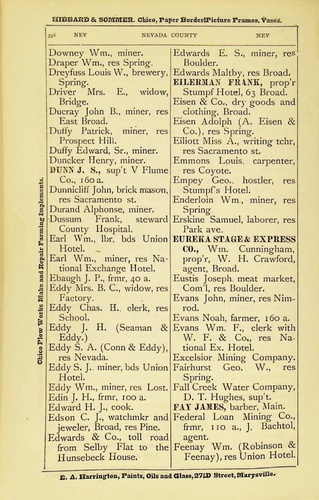 HIBBARD & SOMMER. Chico, Paper Border|Picture Frames. Vases.
256 NEV NEVADA COUNTY NEV
Downey Wm., miner.
Draper Wm., res Spring.
Dreyfuss Louis W., brewery,
Spring.
Driver Mrs. E., widow,
Bridge.
Ducray John B., miner, res
East Broad.
Duffy Patrick, miner, res
Prospect Hill.
Duffy Edward, Sr., miner.
Duncker Henry, miner.
DUNN J. S., sup't V Flume
Co., 160 a.
Dunnicliff John, brick mason,
res Sacramento st.
Durand Alphonse, miner.
Dussum Frank, steward
County Hospital.
Earl Wm., lbr, bds Union
Hotel.
Earl Wm., miner, res Na-
tional Exchange Hotel.
Ebaugh J. P., frmr, 40 a.
Eddy Mrs. B. C., widow, res
Factory.
Eddy Chas. H., clerk, res
School.
Eddy J. H. (Seaman &
Eddy.)
Eddy S. A. (Conn & Eddy),
res Nevada.
Eddy S. J., miner, bds Union
Hotel.
Eddy Wm., miner, res Lost.
Edin J. H., frmr, 100 a.
Edward H. J., cook.
Edson C. J., watchmkr and
jeweler, Broad, res Pine.
Edwards & Co., toll road
from Selby Flat to the
Hunsebeck House.
Edwards E. S., miner, res
Boulder.
Edwards Maltby, res Broad.
EILERMAN FRANK, prop'r
Stumpf Hotel, 63 Broad.
Eisen & Co., dry goods and
clothing, Broad.
Eisen Adolph (A. Eisen &
Co.), res Spring.
Elliott Miss A., writing tchr,
res Sacramento st.
Emmons Louis, carpenter,
res Coyote.
Empey Geo., hostler, res
Stumpf's Hotel.
Enderloin Wm., miner, res
Spring.
Erskine Samuel, laborer, res
Park ave.
EUREKA STAGE & EXPRESS
CO., Wm. Cunningham,
prop'r, W. H. Crawford,
agent, Broad.
Eustis Joseph, meat market,
Com'l, res Boulder.
Evans John, miner, res Nim-
rod.
Evans Noah, farmer, 160 a.
Evans Wm. F., clerk with
W. F. & Co., res Na-
tional Ex. Hotel.
Excelsior Mining Company.
Fairhurst Geo. W., res
Spring.
Fall Creek Water Company,
D. T. Hughes, sup't.
FAY JAMES, barber, Main.
Federal Loan Mining Co.,
frmr, 110 a., J. Bachtol,
agent.
Feenay Wm. (Robinson &
Feenay), res Union Hotel.
Chico Plow Works Make and Repair Farming Implements.
E. A. Harrington, Paints, Oils and Glass, 271 D Street, Marysville.